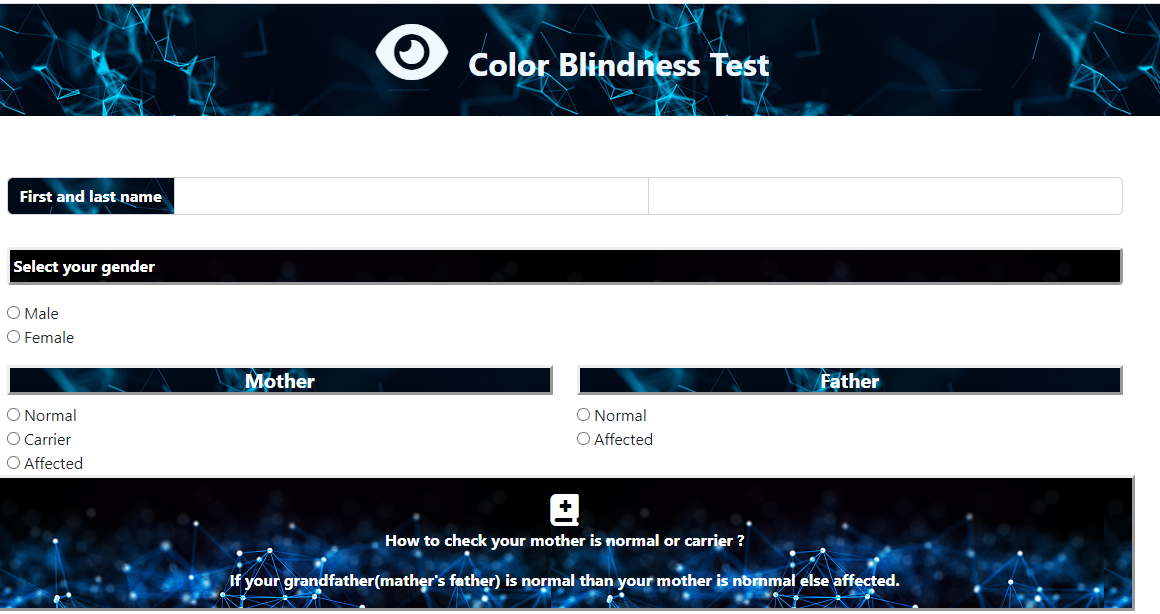 Color Blindness Test
First and last name
Select your gender
Male
Female
Mother
Father
Normal
Carrier
Affected
Normal
Affected
How to check your mother is normal or carrier ?
If your grandfather(mather's father) is normal than your mother is nornmal else affected.